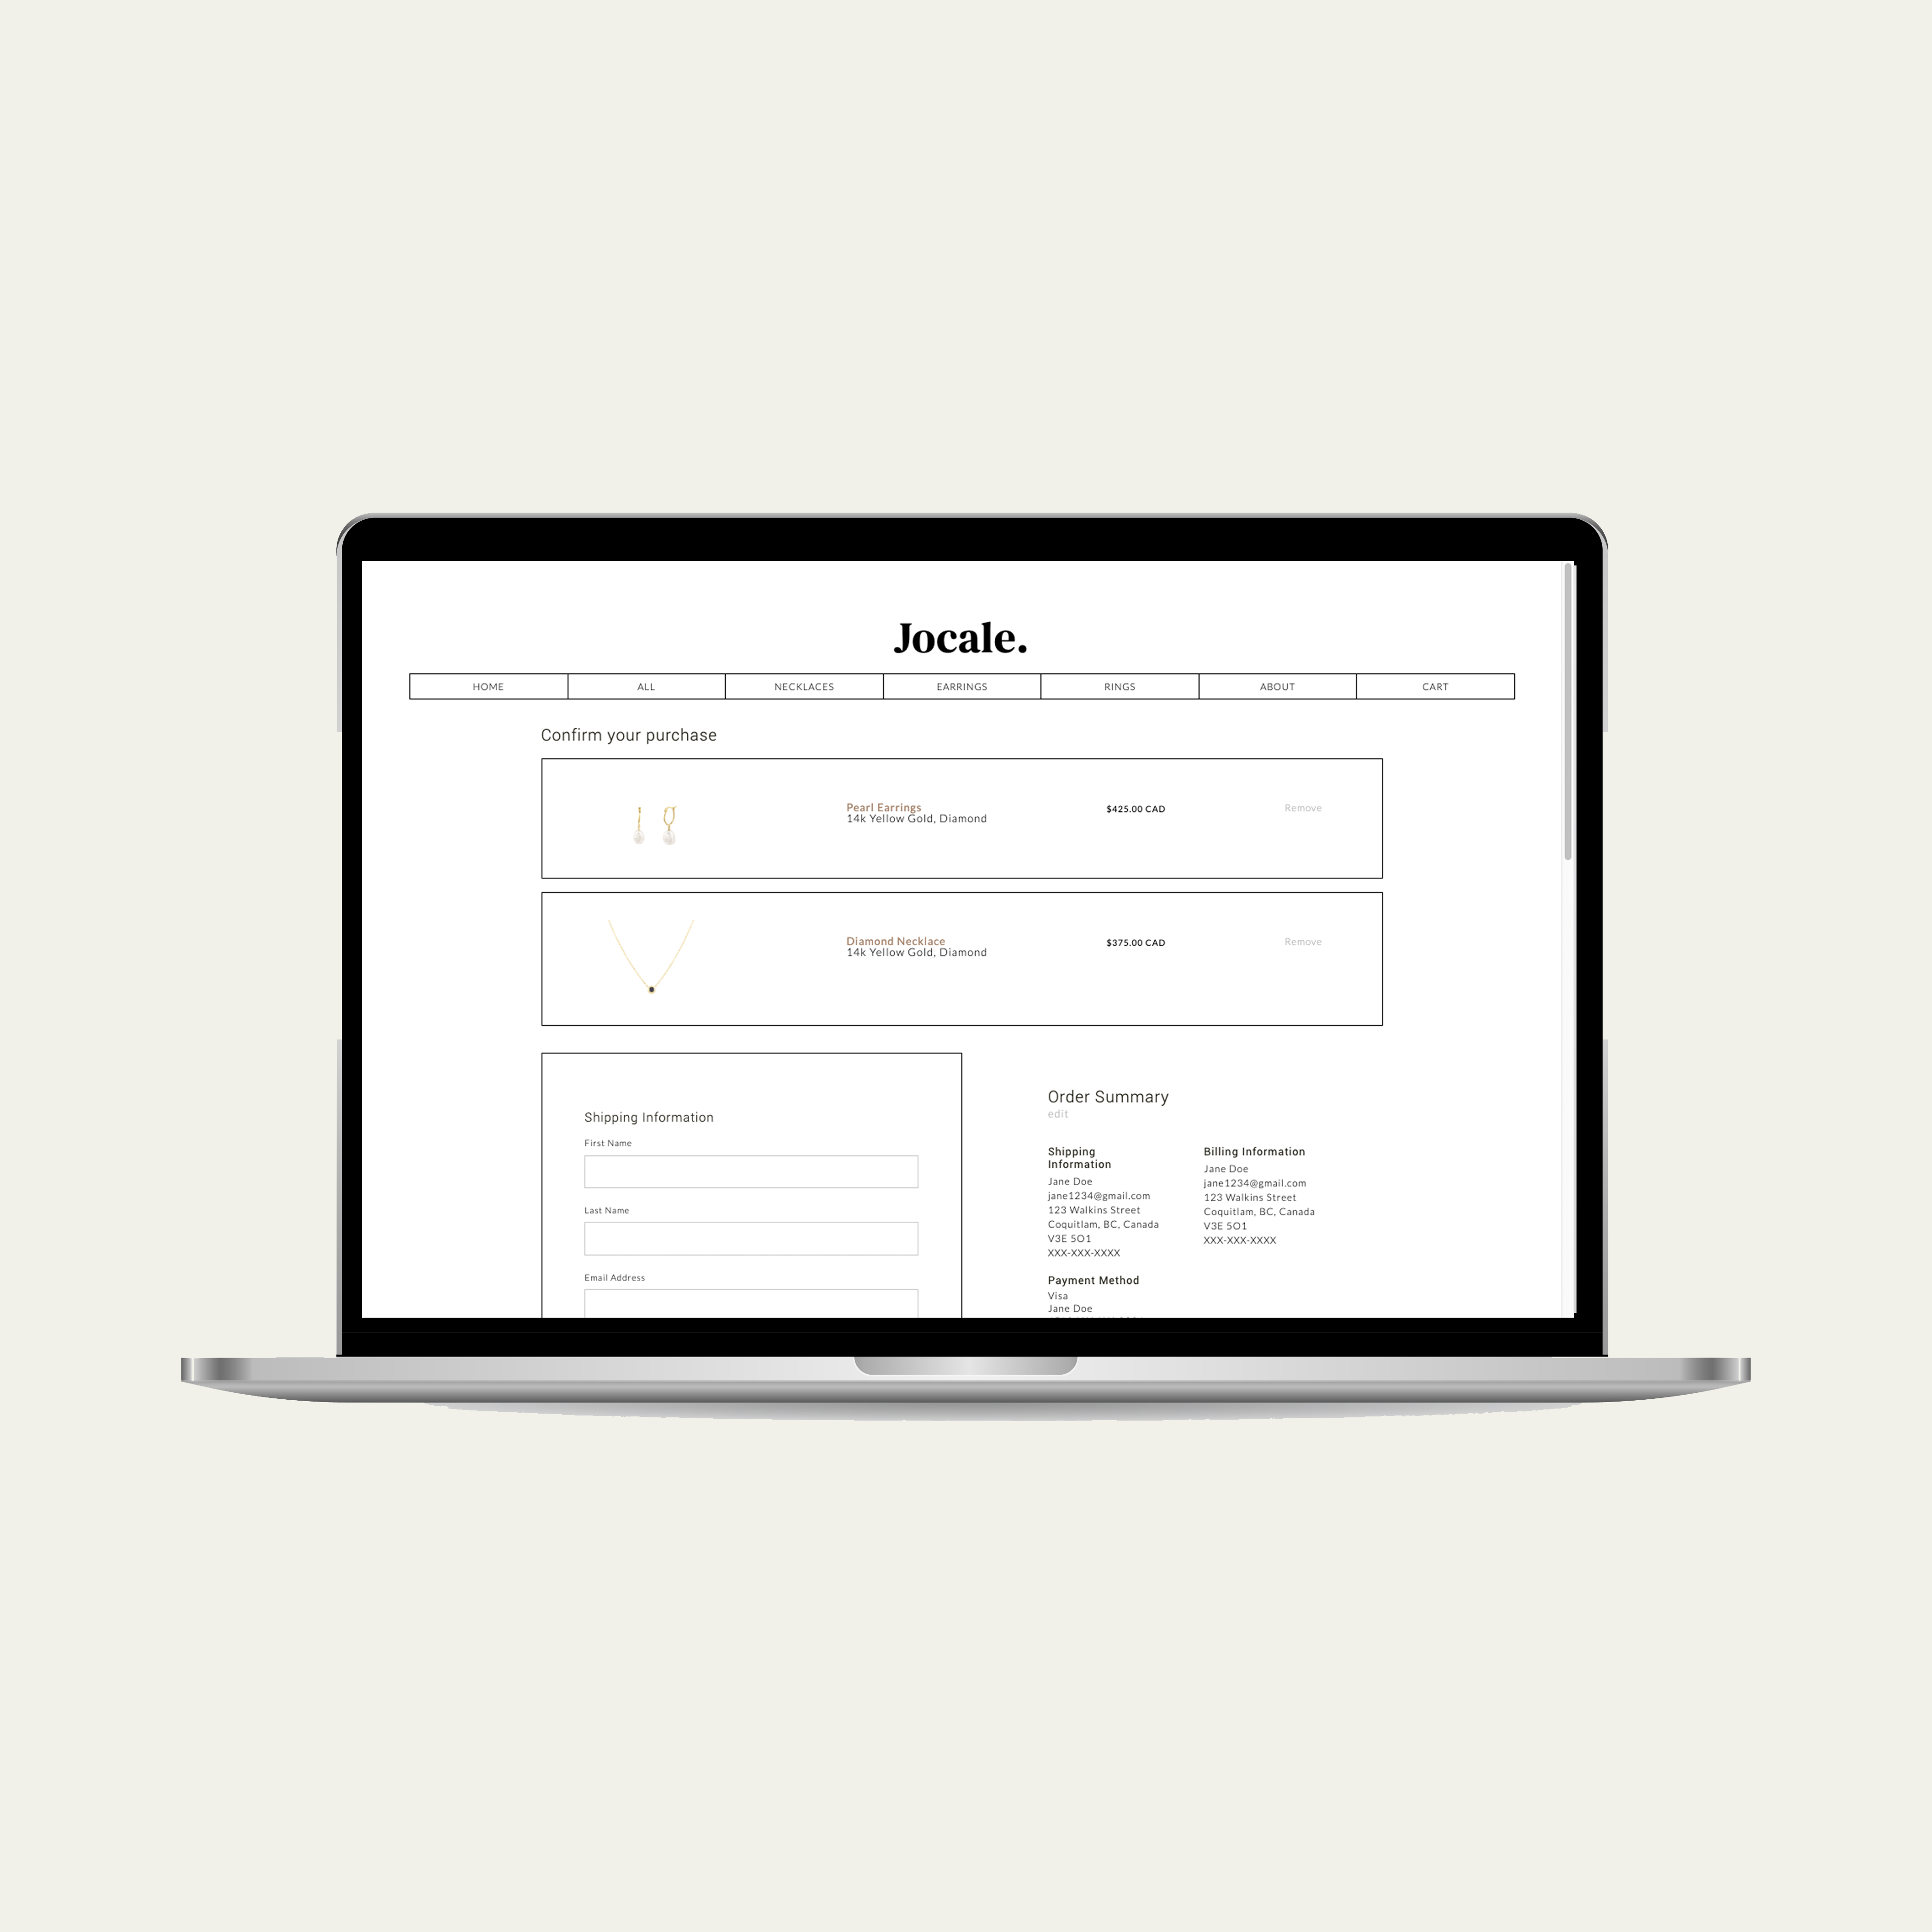 Jocale.
HOME ALL NECKLACES EARRINGS RINGS ABOUT CART
Confirm your purchase
Pearl Earrings
14k Yellow Gold, Diamond
$425.00 CAD
Remove
Diamond Necklace
14k Yellow Gold, Diamond
$375.00 CAD
Remove
Shipping Information
First Name
Last Name
Email Address
Order Summary
edit
Shipping
Information
Jane Doe
jane1234@gmail.com
123 Walkins Street
Coquitlam, BC, Canada
V3E 5O1
XXX-XXX-XXXX
Billing Information
Jane Doe
jane1234@gmail.com
123 Walkins Street
Coquitlam, BC, Canada
V3E 5O1
XXX-XXX-XXXX
Payment Method
Visa
Jane Doe